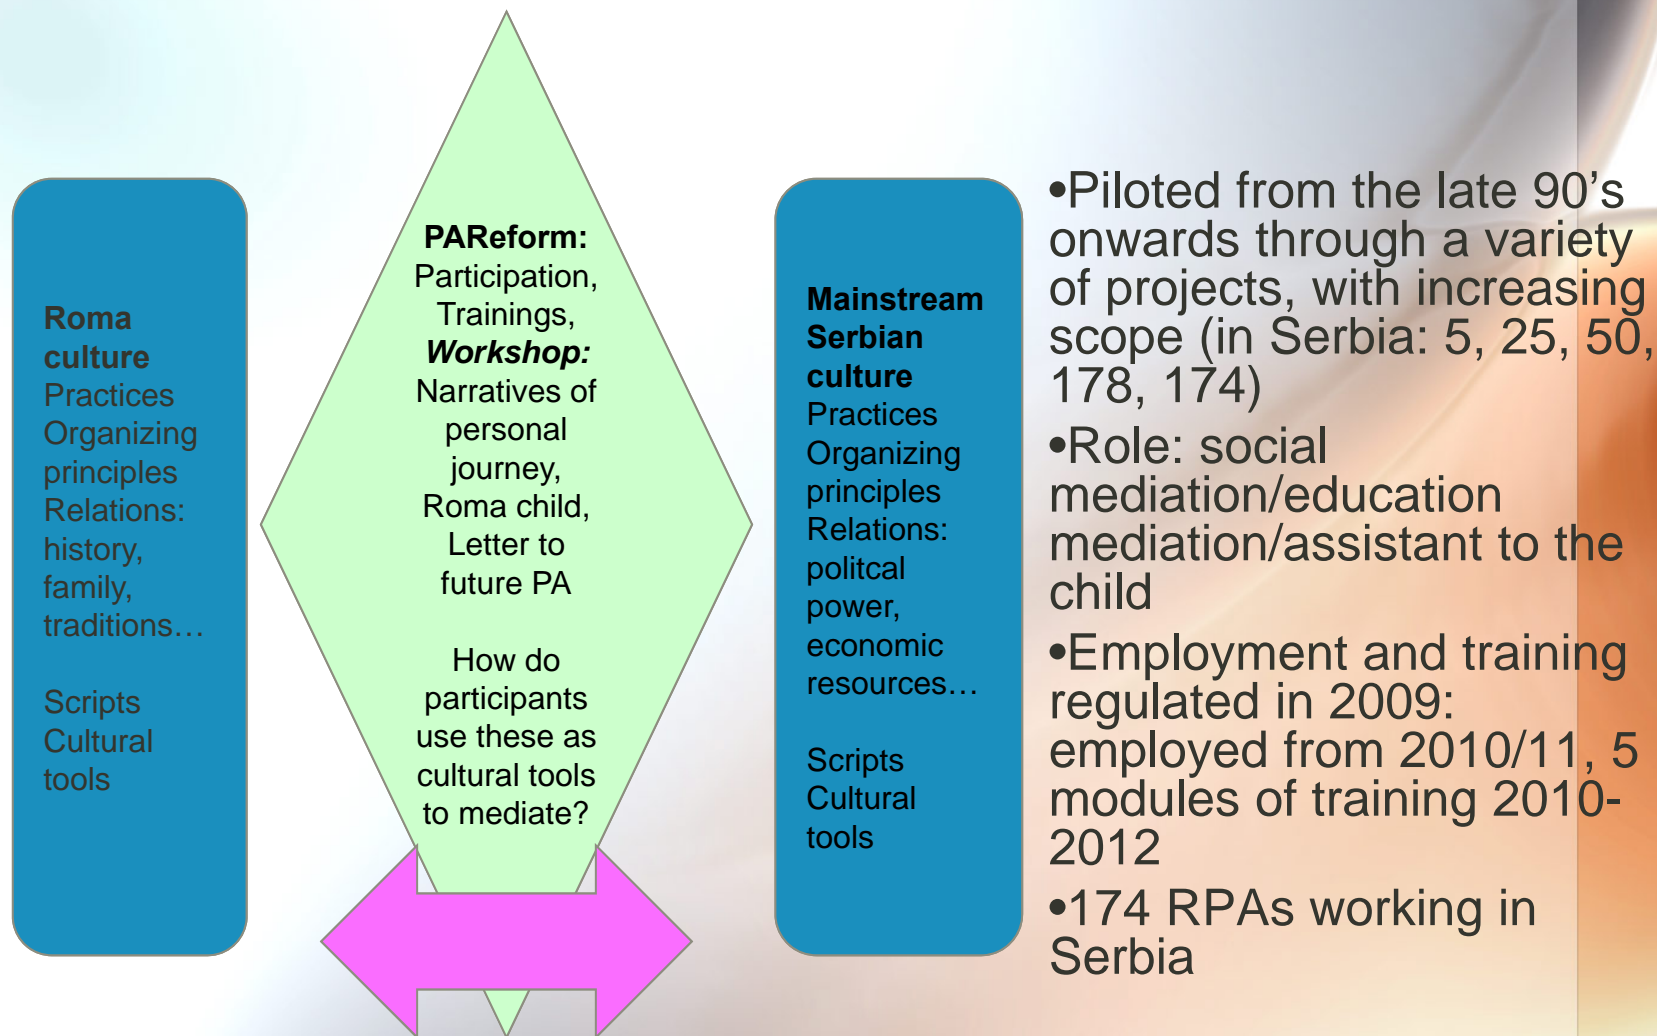 Roma
culture
Practices
Organizing
principles
Relations:
history,
family,
traditions…
Scripts
Cultural
tools
PAReform:
Participation,
Trainings,
Workshop:
Narratives of
personal
journey,
Roma child,
Letter to
future PA
How do
participants
use these as
cultural tools
to mediate?
Mainstream
Serbian
culture
Practices
Organizing
principles
Relations:
politcal
power,
economic
resources…
Scripts
Cultural
tools
•Piloted from the late 90’s
onwards through a variety
of projects, with increasing
scope (in Serbia: 5, 25, 50,
178, 174)
•Role: social
mediation/education
mediation/assistant to the
child
•Employment and training
regulated in 2009:
employed from 2010/11, 5
modules of training 2010-
2012
•174 RPAs working in
Serbia